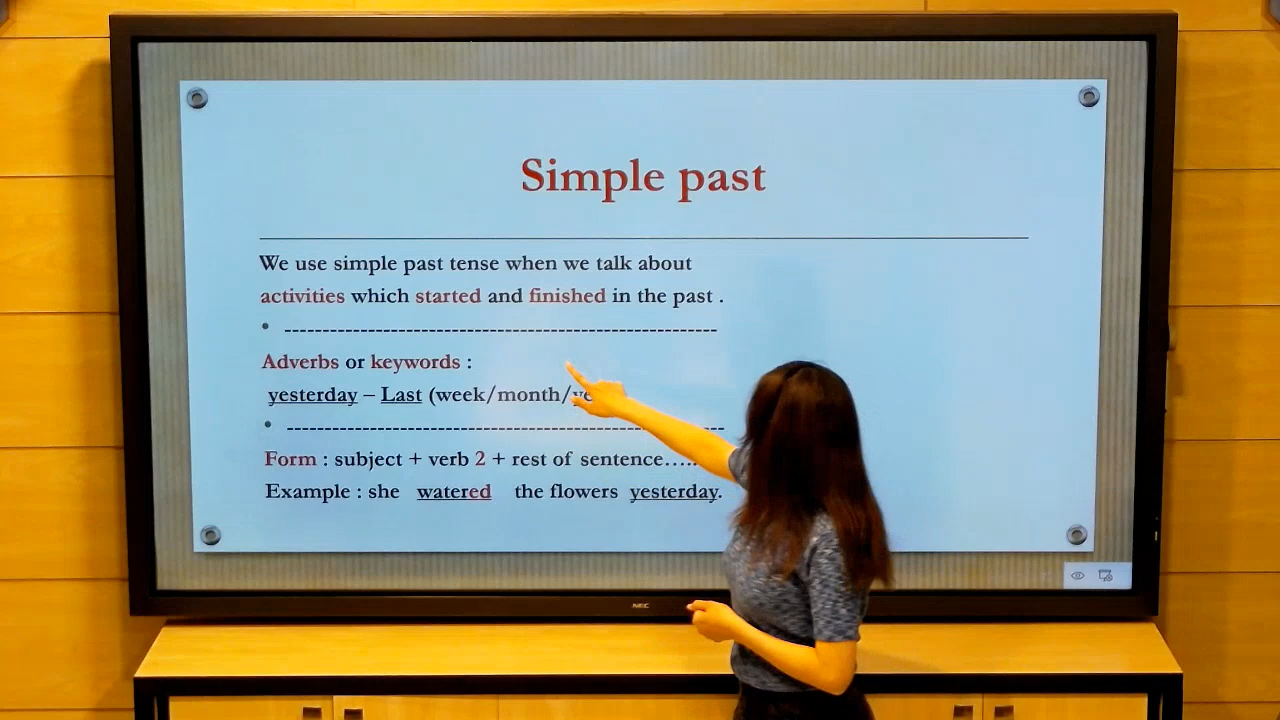 Simple past
We use simple past tense when we talk about
activities which started and finished in the past .
• ----------------------------------------------------------
Adverbs or keywords :
yesterday – Last (week/month/
• ----------------------------------------------------------
Form : subject + verb 2 + rest of sentence…..
Example : she watered the flowers yesterday.
NEC